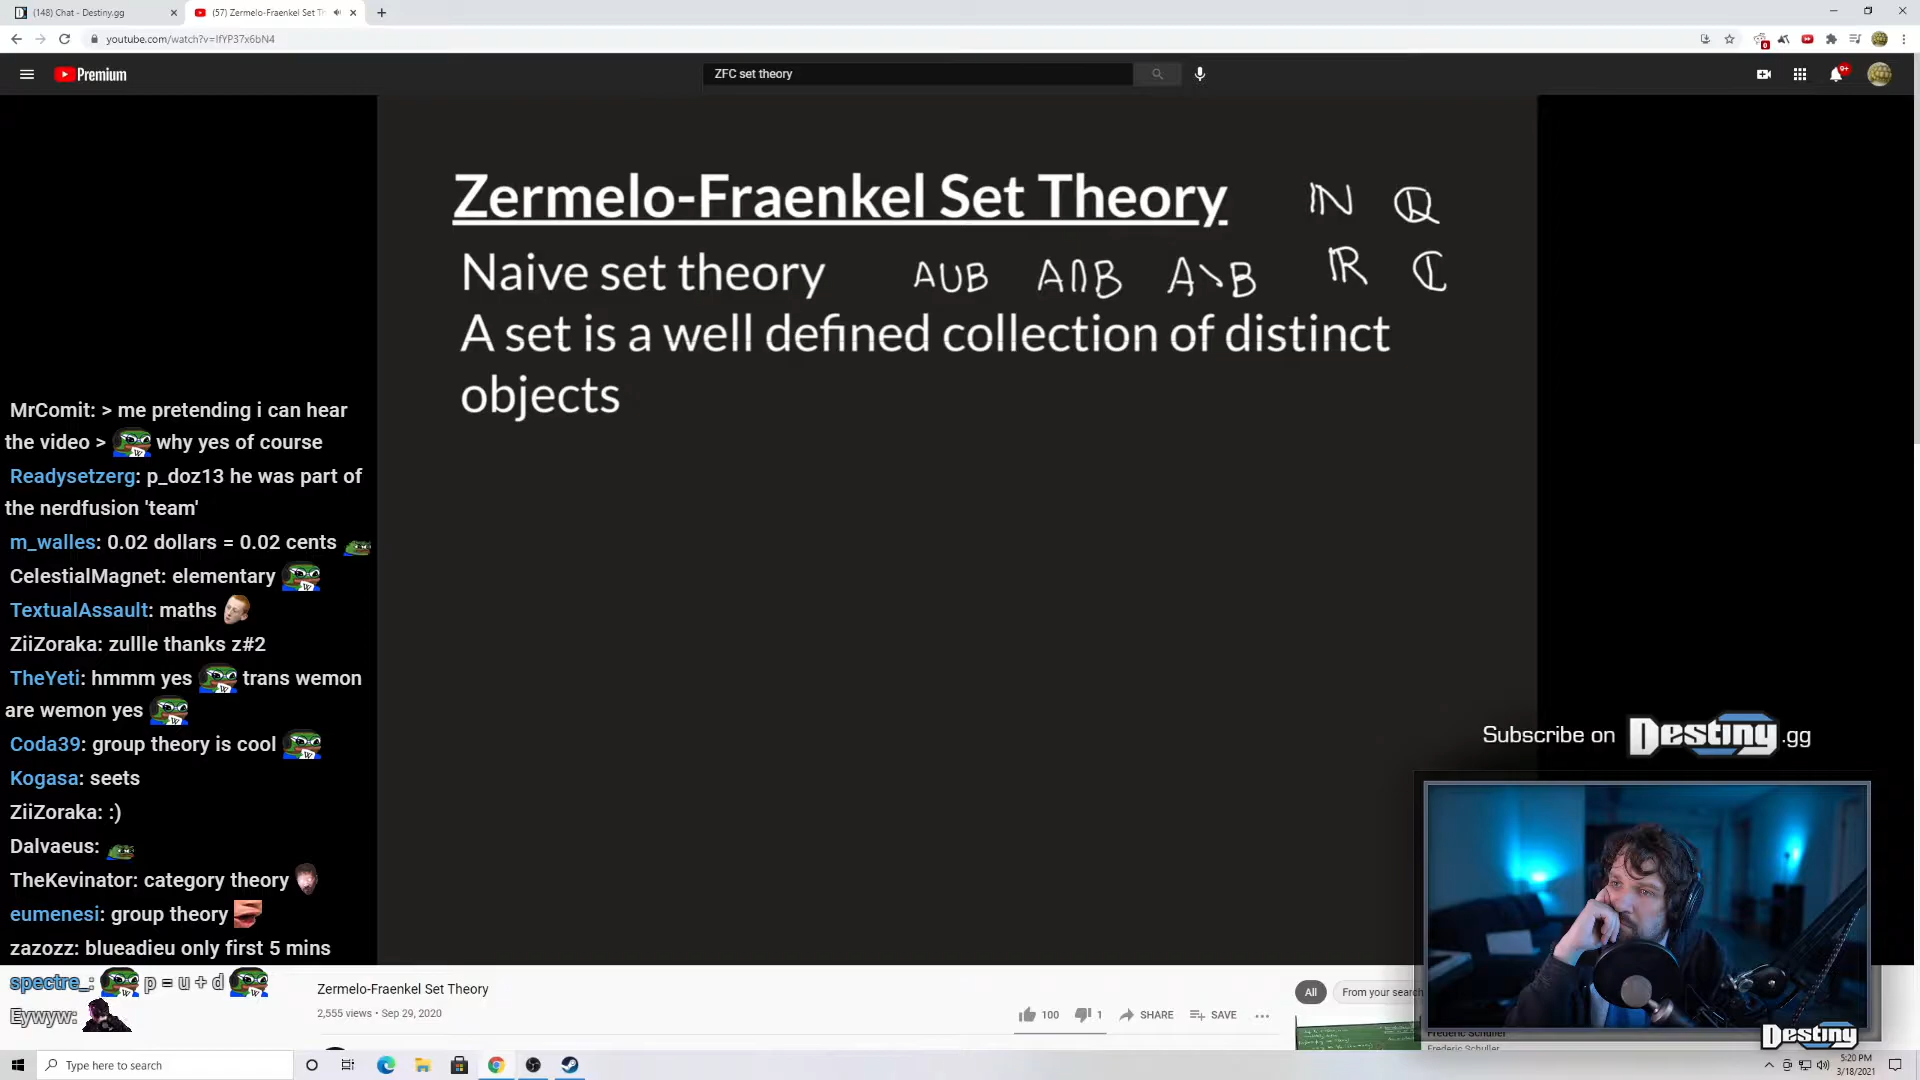 (148) Chat - Destiny.gg
(57) Zermelo-Fraenkel Set T
youtube.com/watch?v=IfYP37x6bN4
Premium
ZFC set theory
9+
Zermelo-Fraenkel Set Theory ℕ ℚ
Naive set theory A∪B A∩B A∖B ℝ ℂ
A set is a well defined collection of distinct
objects
MrComit: > me pretending i can hear
the video > why yes of course
Readysetzerg: p_doz13 he was part of
the nerdfusion 'team'
m_walles: 0.02 dollars = 0.02 cents
CelestialMagnet: elementary
TextualAssault: maths
ZiiZoraka: zullle thanks z#2
TheYeti: hmmm yes trans wemon
are wemon yes
Coda39: group theory is cool
Kogasa: seets
ZiiZoraka: :)
Dalvaeus:
TheKevinator: category theory
eumenesi: group theory
zazozz: blueadieu only first 5 mins
spectre_: p = u + d
Eywyw:
Subscribe on Destiny.gg
Zermelo-Fraenkel Set Theory
2,555 views • Sep 29, 2020
100 1 SHARE SAVE
All From your search
Frederic Schuller
Frederic Schuller
Destiny
Type here to search
5:20 PM
3/18/2021